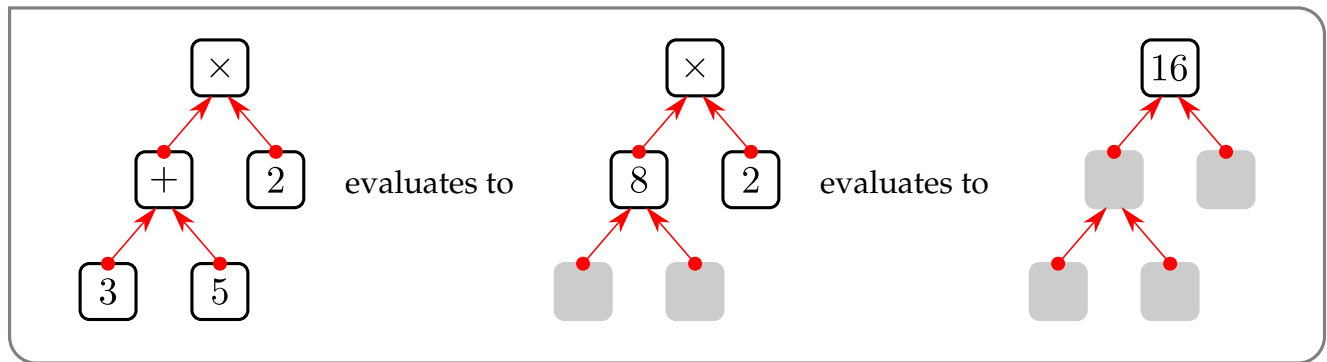 × × 16
+ 2 evaluates to 8 2 evaluates to
3 5